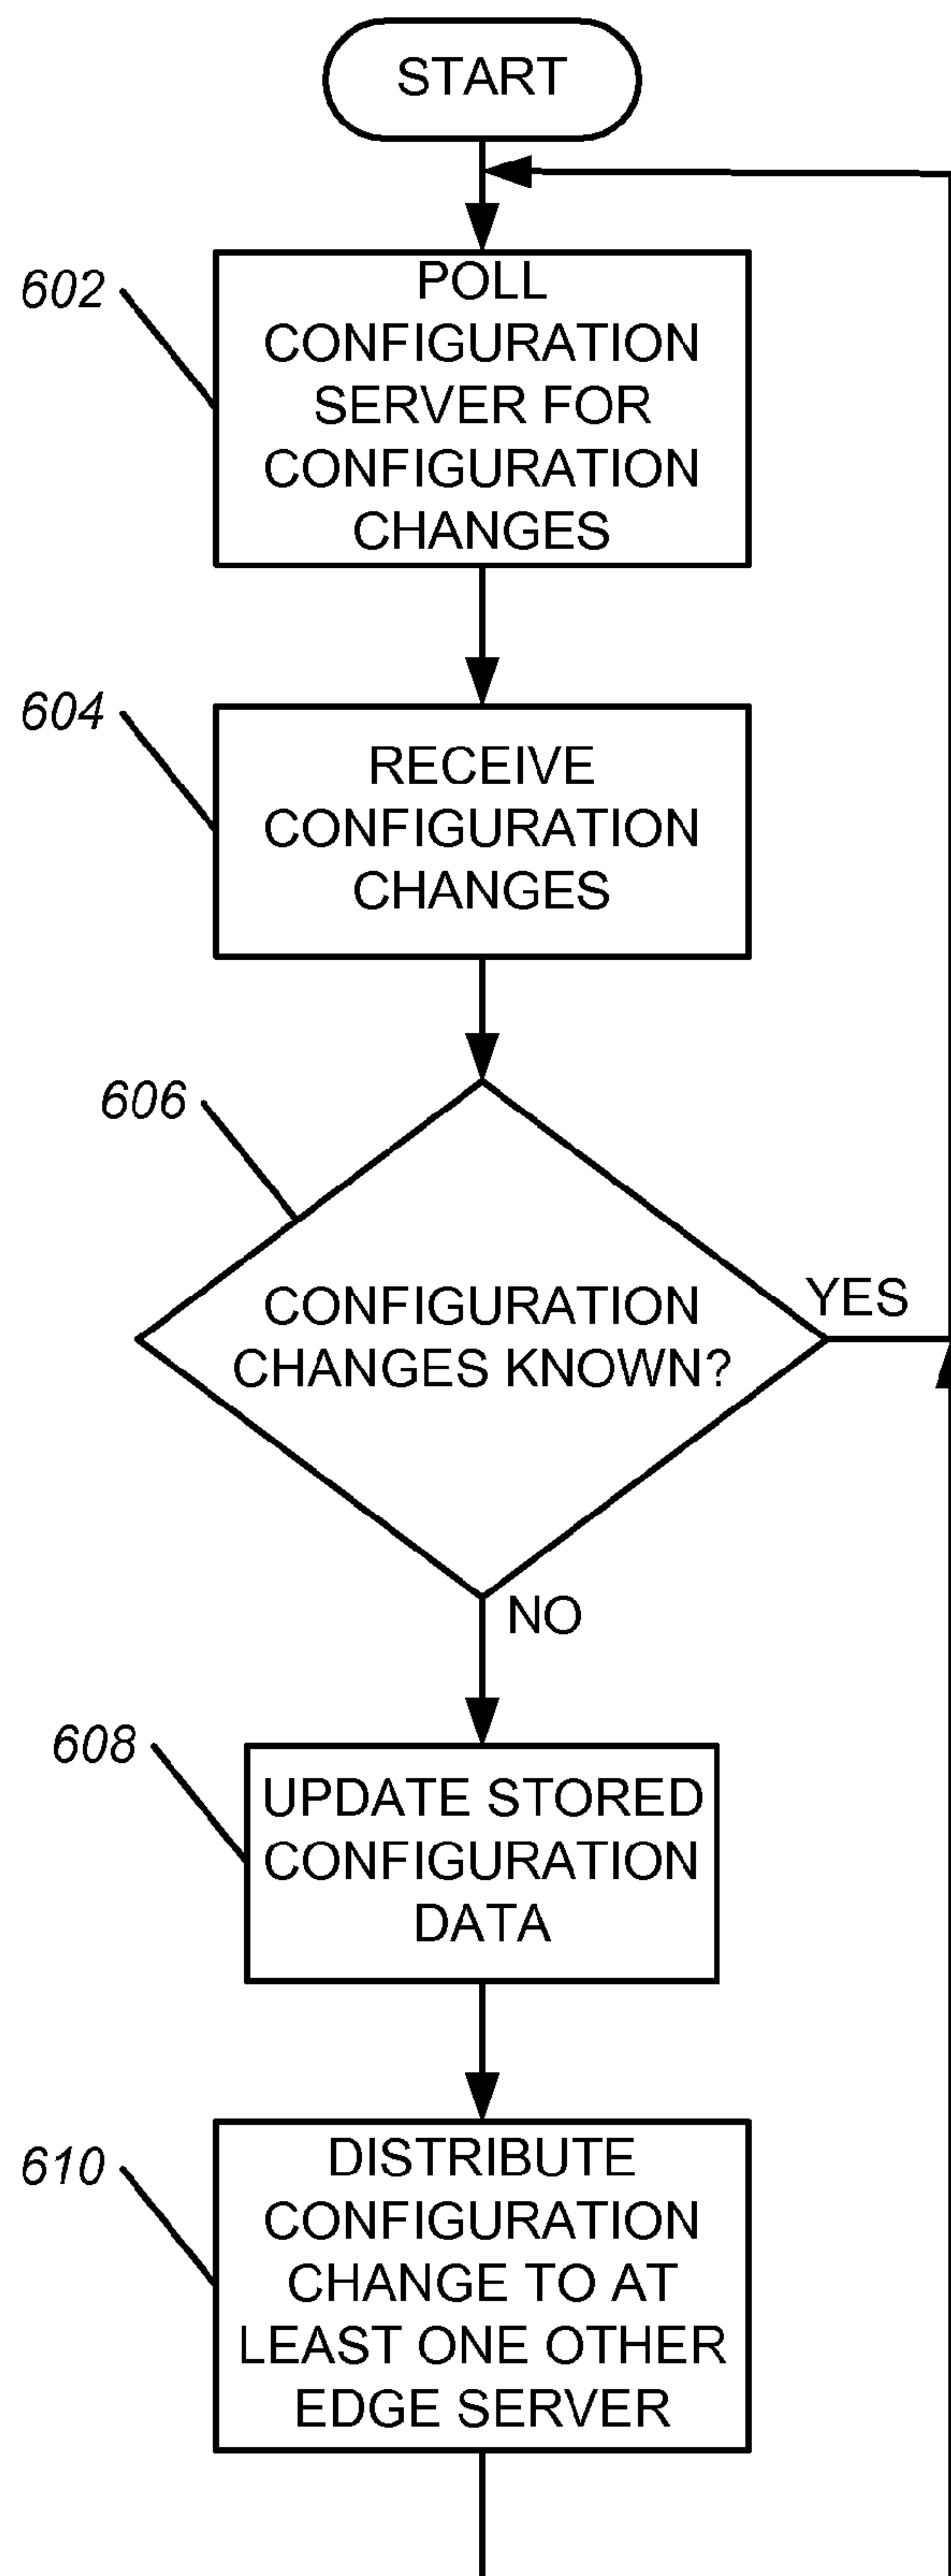 START
602
POLL
CONFIGURATION
SERVER FOR
CONFIGURATION
CHANGES
604
RECEIVE
CONFIGURATION
CHANGES
606
CONFIGURATION
CHANGES KNOWN?
YES
NO
608
UPDATE STORED
CONFIGURATION
DATA
610
DISTRIBUTE
CONFIGURATION
CHANGE TO AT
LEAST ONE OTHER
EDGE SERVER